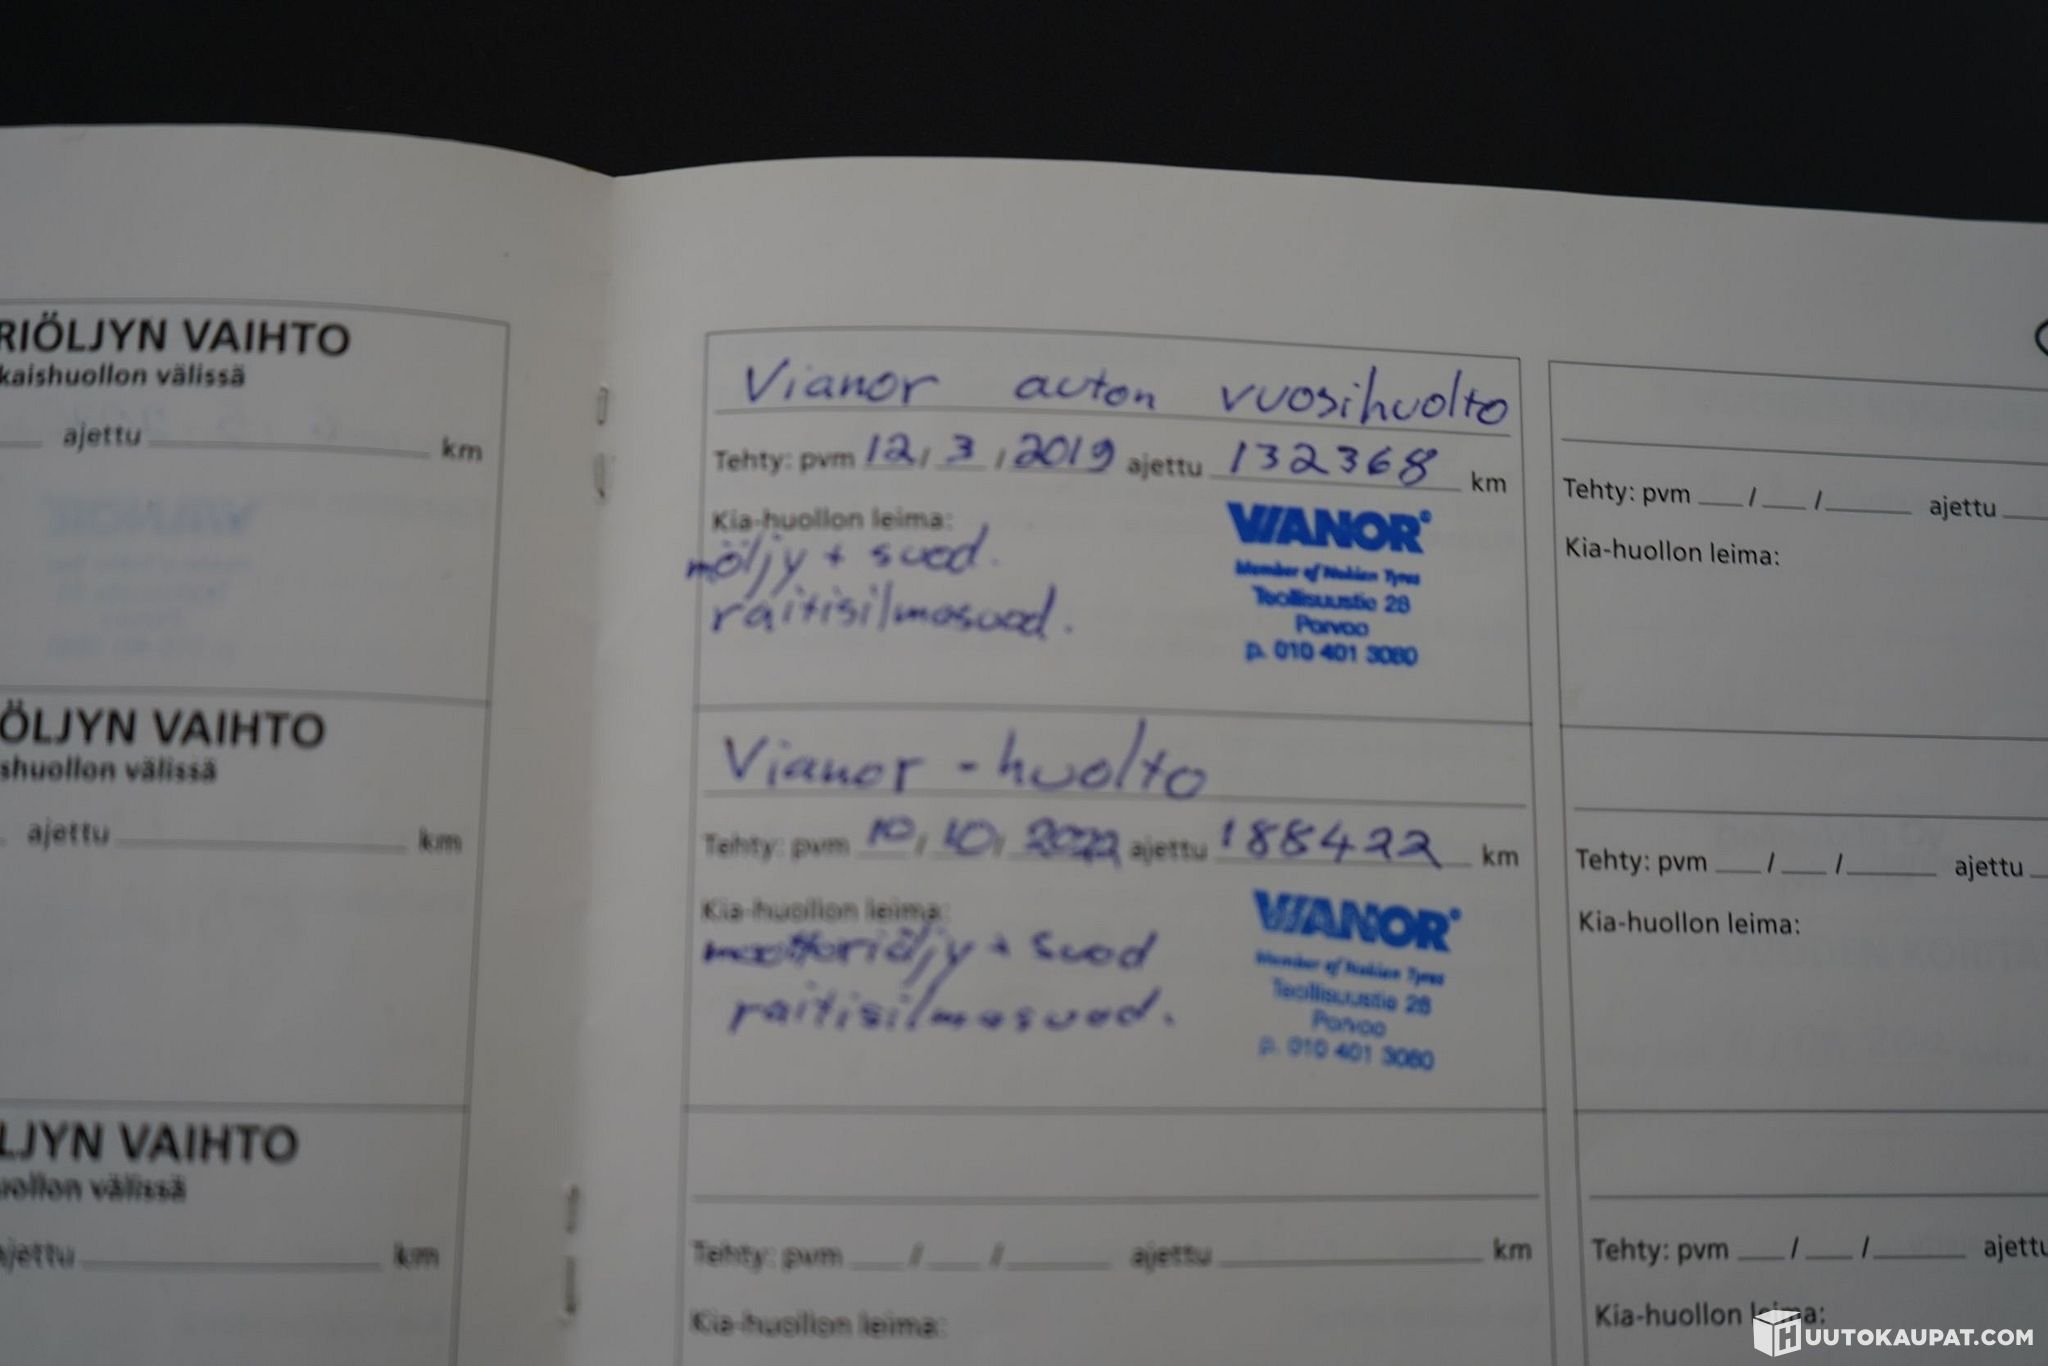 RIÖLJYN VAIHTO
kaishuollon välissä
ajettu km
ÖLJYN VAIHTO
shuollon välissä
ajettu km
LJYN VAIHTO
uollon välissä
ajettu km
Vianor auton vuosihuolto
Tehty: pvm 12 / 3 / 2019 ajettu 132368 km
Kia-huollon leima:
möljy + suod.
raitisilmasuod.
VIANOR
Member of Nokian Tyres
Teollisuustie 28
Porvoo
p. 010 401 3080
Vianor - huolto
Tehty: pvm 10 / 10 / 2022 ajettu 188422 km
Kia-huollon leima:
moottoriöljy + suod
raitisilmasuod.
VIANOR
Member of Nokian Tyres
Teollisuustie 28
Porvoo
p. 010 401 3080
Tehty: pvm / / ajettu km
Kia-huollon leima:
Tehty: pvm / / ajettu
Kia-huollon leima:
Tehty: pvm / / ajettu
Kia-huollon leima:
Tehty: pvm / / ajettu
Kia-huollon leima:
HUUTOKAUPAT.COM